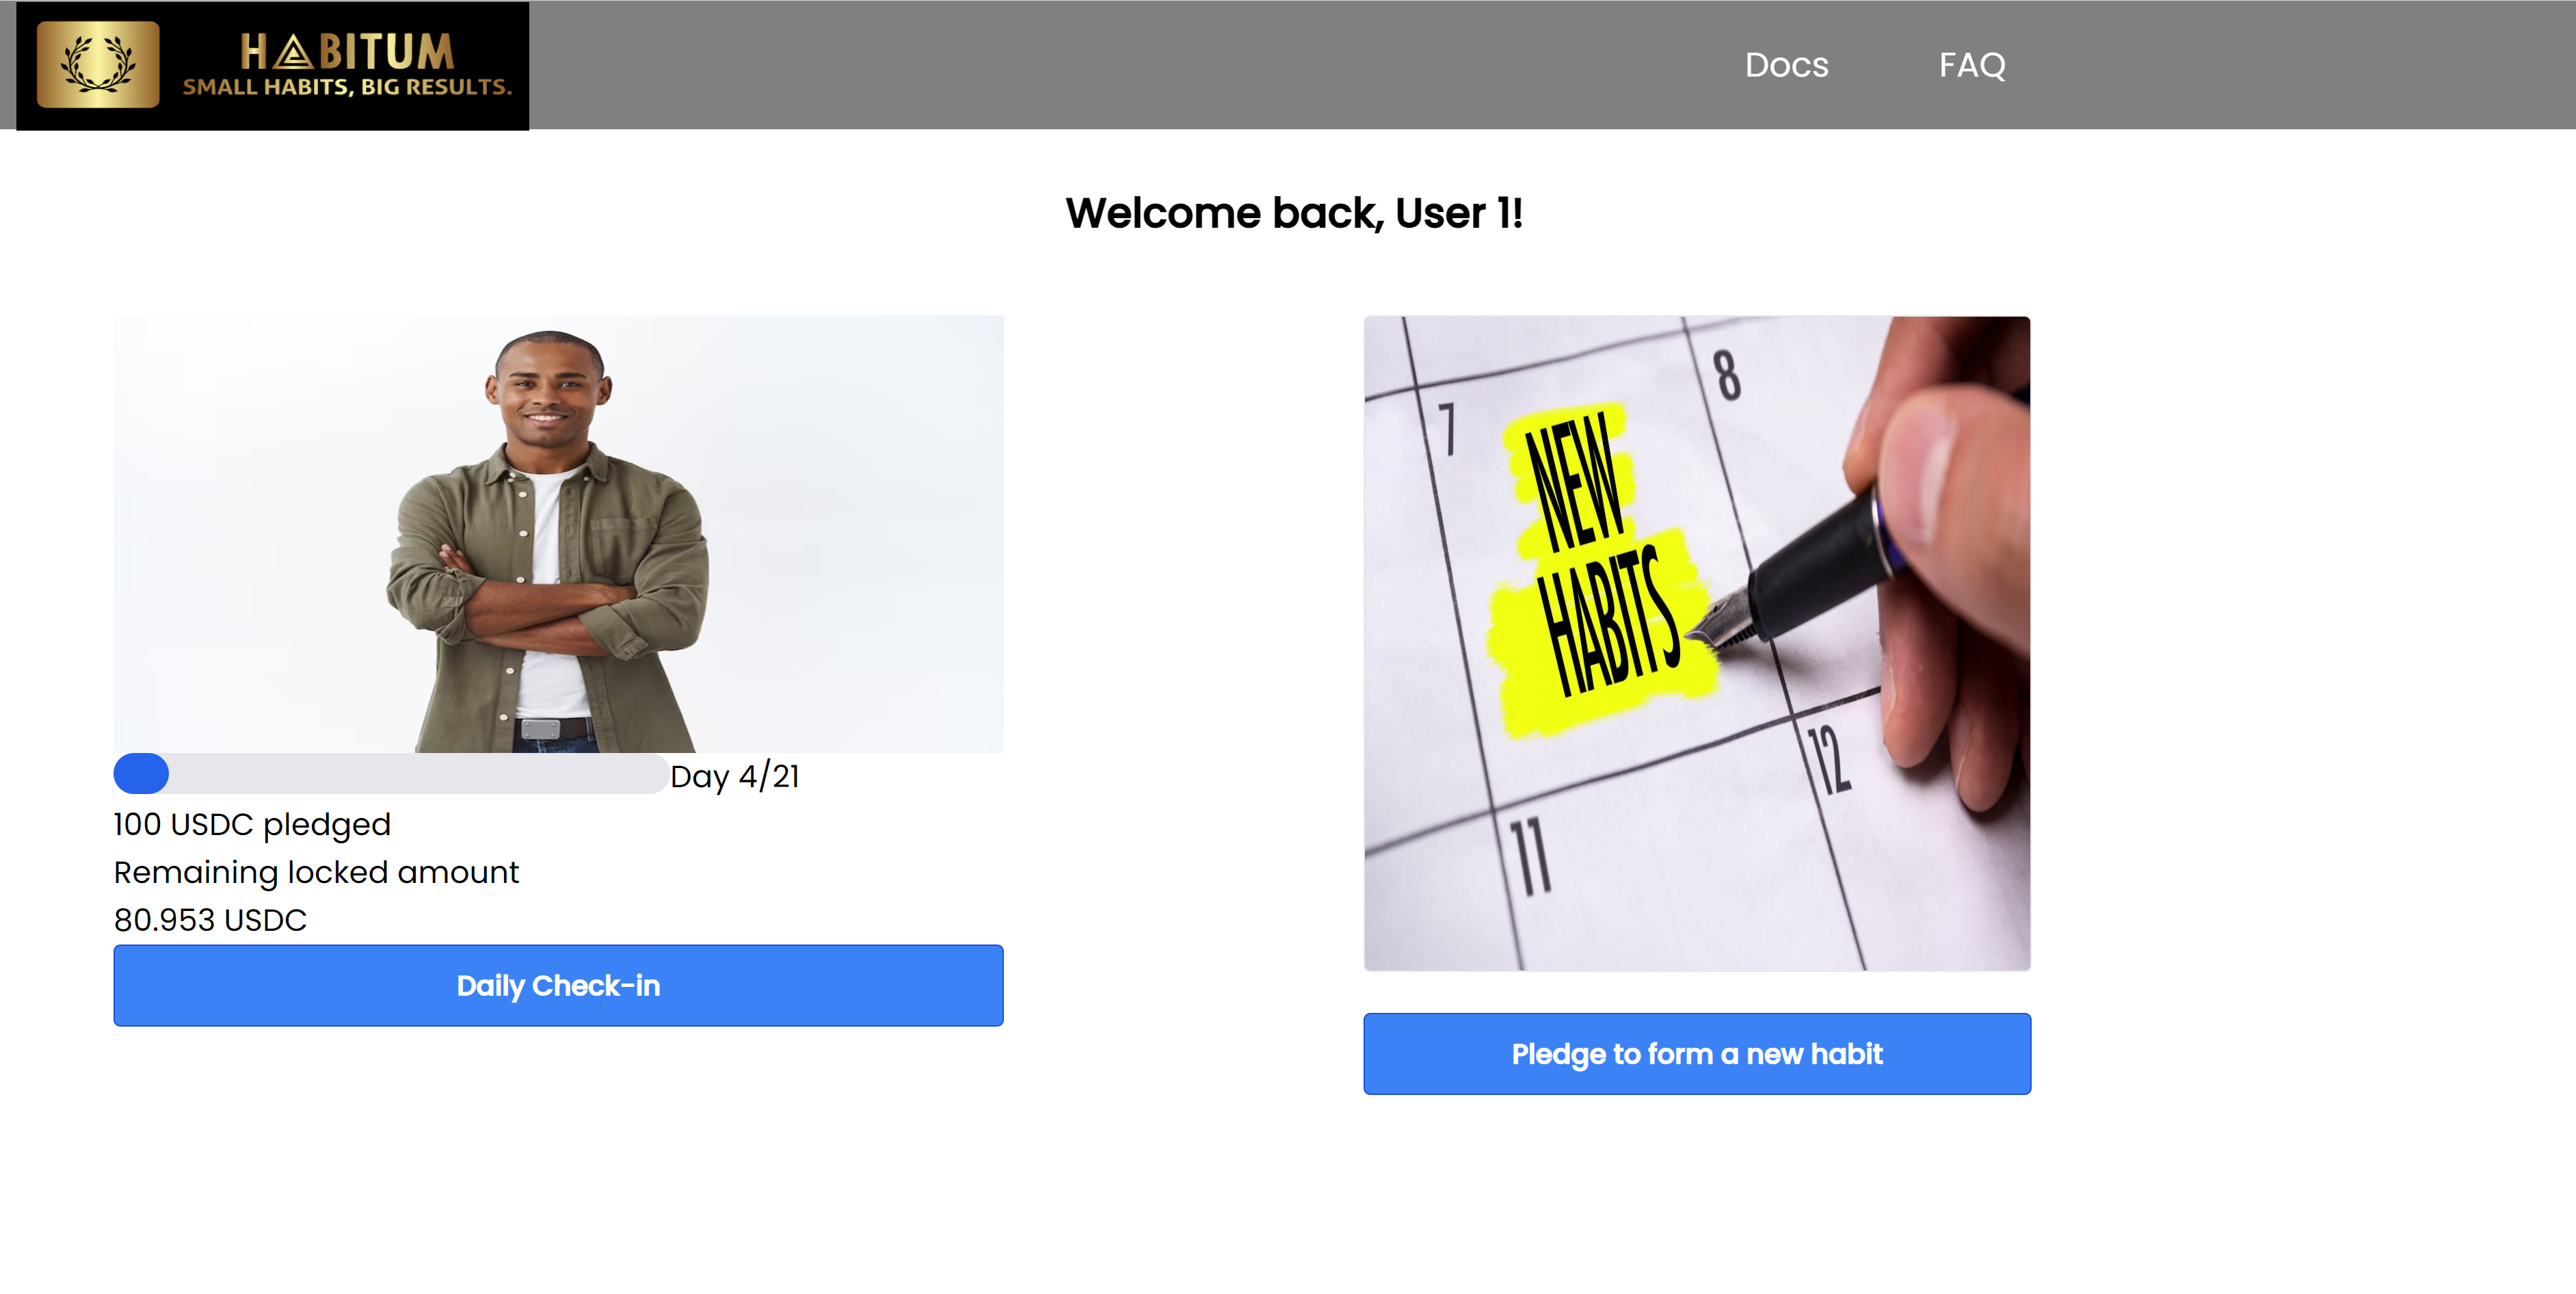 HABITUM
SMALL HABITS, BIG RESULTS.
Docs
FAQ
Welcome back, User 1!
Day 4/21
100 USDC pledged
Remaining locked amount
80.953 USDC
Daily Check-in
7
8
NEW
HABITS
11
12
Pledge to form a new habit